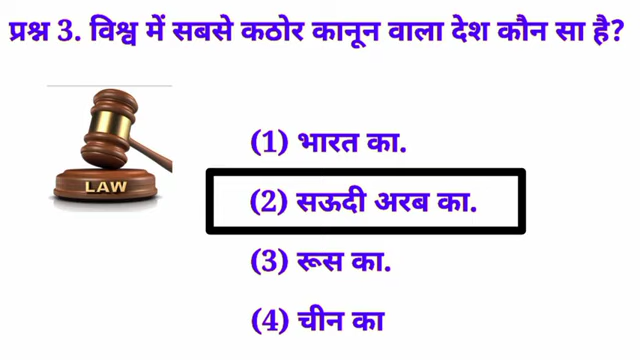 प्रश्न 3. विश्व में सबसे कठोर कानून वाला देश कौन सा है?
LAW
(1) भारत का.
(2) सऊदी अरब का.
(3) रूस का.
(4) चीन का